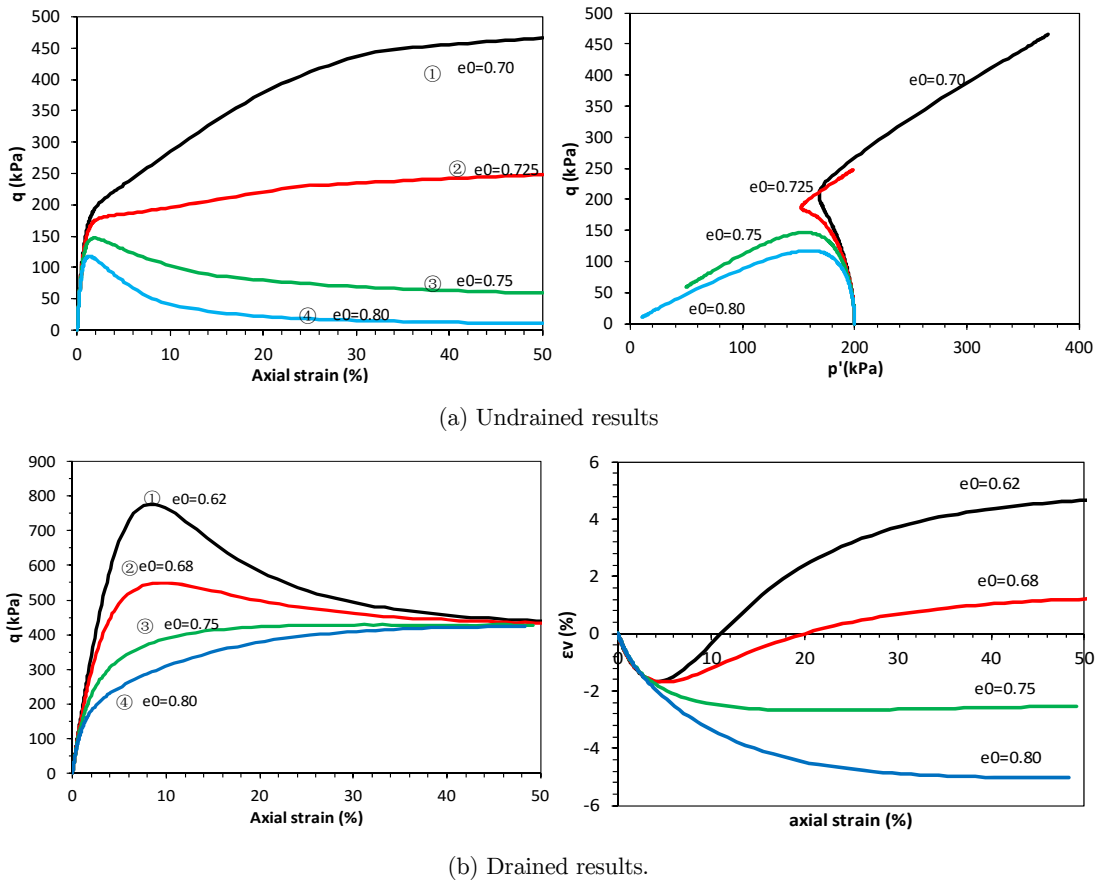 500
450
400
350
300
250
200
150
100
50
0
q (kPa)
① e0=0.70
② e0=0.725
③ e0=0.75
④ e0=0.80
0 10 20 30 40 50
Axial strain (%)
500
450
400
350
300
250
200
150
100
50
0
q (kPa)
e0=0.70
e0=0.725
e0=0.75
e0=0.80
0 100 200 300 400
p'(kPa)
(a) Undrained results
900
800
700
600
500
400
300
200
100
0
q (kPa)
① e0=0.62
② e0=0.68
③ e0=0.75
④ e0=0.80
0 10 20 30 40 50
Axial strain (%)
6
4
2
0
-2
-4
-6
εv (%)
e0=0.62
e0=0.68
0 10 20 30 40 50
e0=0.75
e0=0.80
axial strain (%)
(b) Drained results.